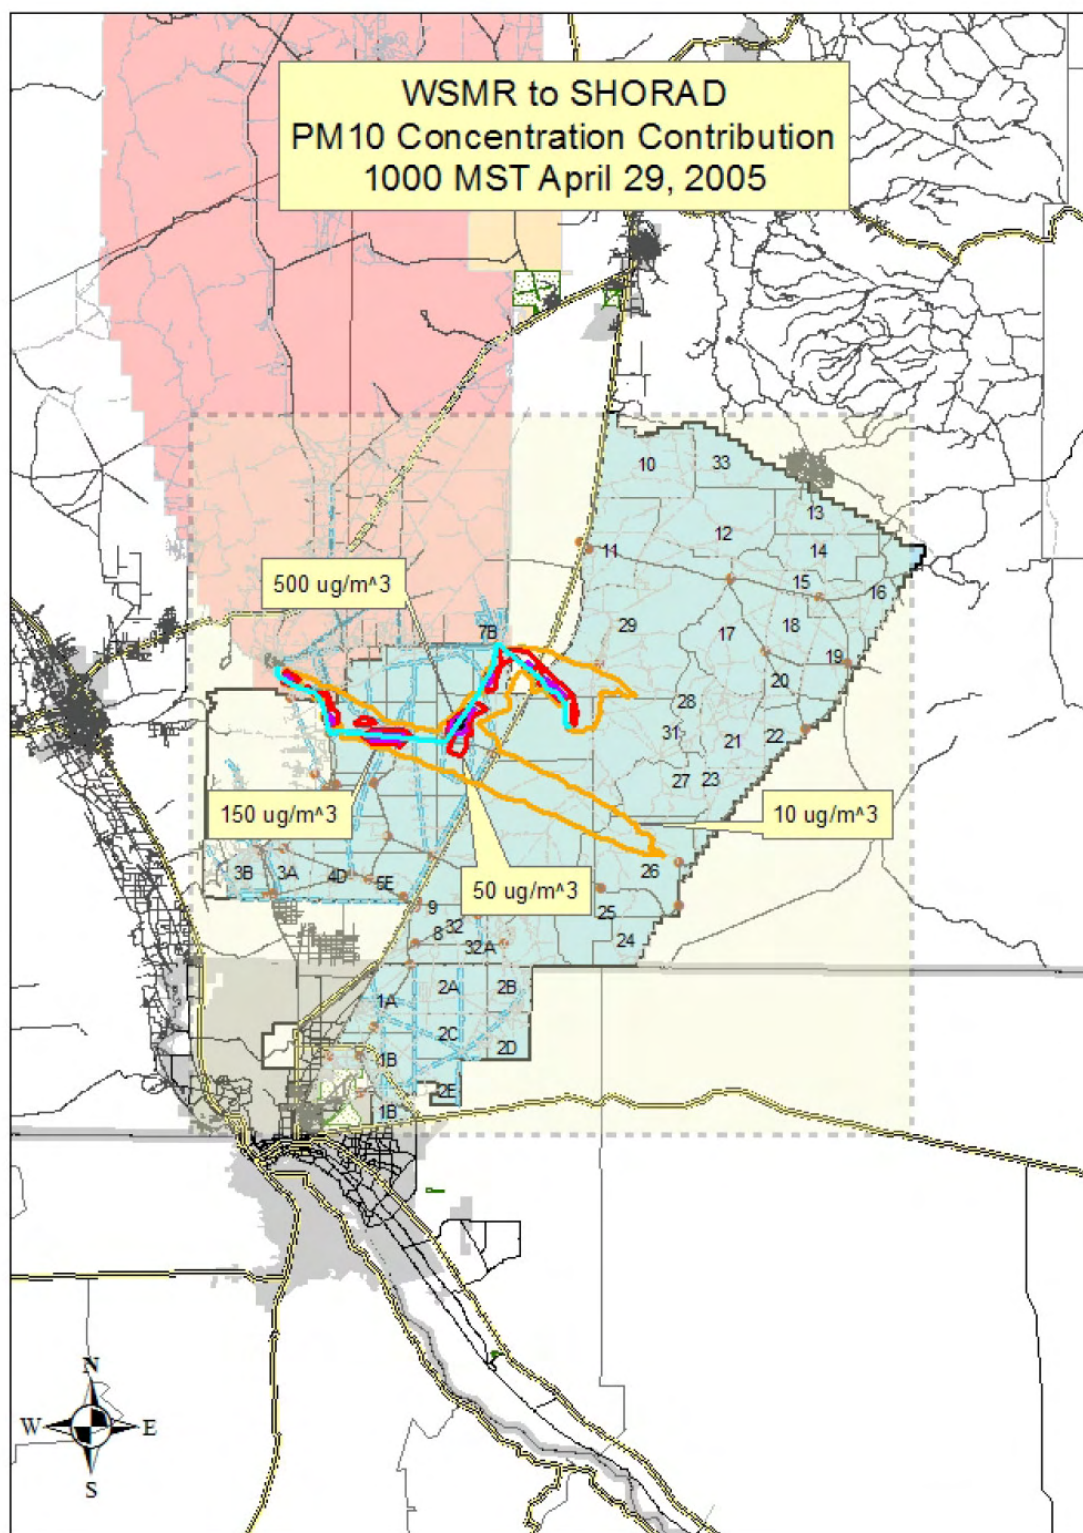 WSMR to SHORAD
PM10 Concentration Contribution
1000 MST April 29, 2005
10
33
13
12
11
14
500 ug/m^3
15
16
29
7B
17
18
19
20
28
31
21
22
27
23
150 ug/m^3
10 ug/m^3
3B
3A
4D
5E
50 ug/m^3
26
9
25
32
8
32A
24
2A
2B
1A
2C
2D
1B
2E
1B
N
W
E
S